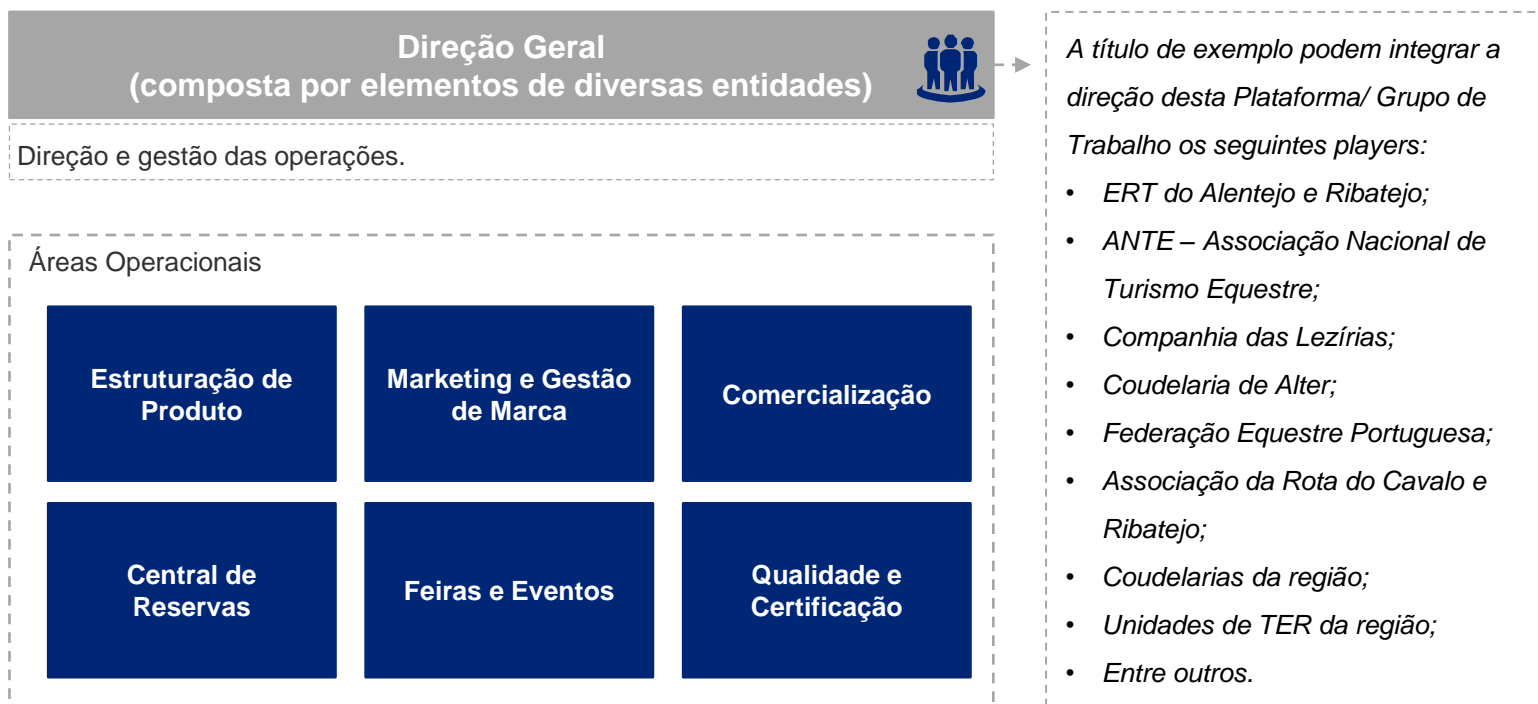 Direção Geral
(composta por elementos de diversas entidades)
Direção e gestão das operações.
Áreas Operacionais
Estruturação de
Produto
Marketing e Gestão
de Marca
Comercialização
Central de
Reservas
Feiras e Eventos
Qualidade e
Certificação
A título de exemplo podem integrar a
direção desta Plataforma/ Grupo de
Trabalho os seguintes players:
• ERT do Alentejo e Ribatejo;
• ANTE – Associação Nacional de
Turismo Equestre;
• Companhia das Lezírias;
• Coudelaria de Alter;
• Federação Equestre Portuguesa;
• Associação da Rota do Cavalo e
Ribatejo;
• Coudelarias da região;
• Unidades de TER da região;
• Entre outros.